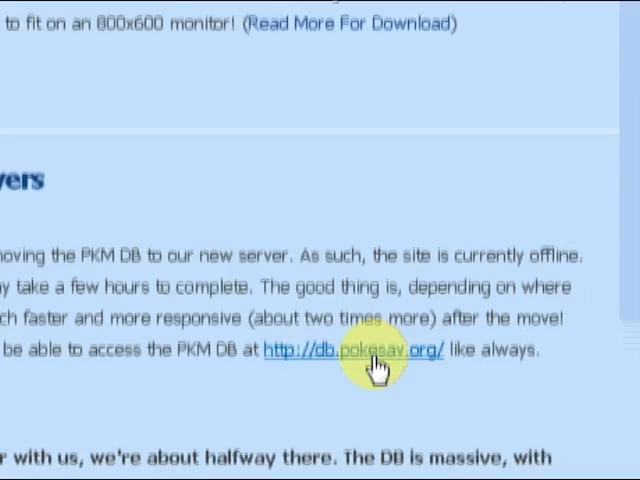 to fit on an 800x600 monitor! (Read More For Download)
vers
moving the PKM DB to our new server. As such, the site is currently offline.
ay take a few hours to complete. The good thing is, depending on where
ch faster and more responsive (about two times more) after the move!
be able to access the PKM DB at http://db.pokesav.org/ like always.
r with us, we're about halfway there. The DB is massive, with